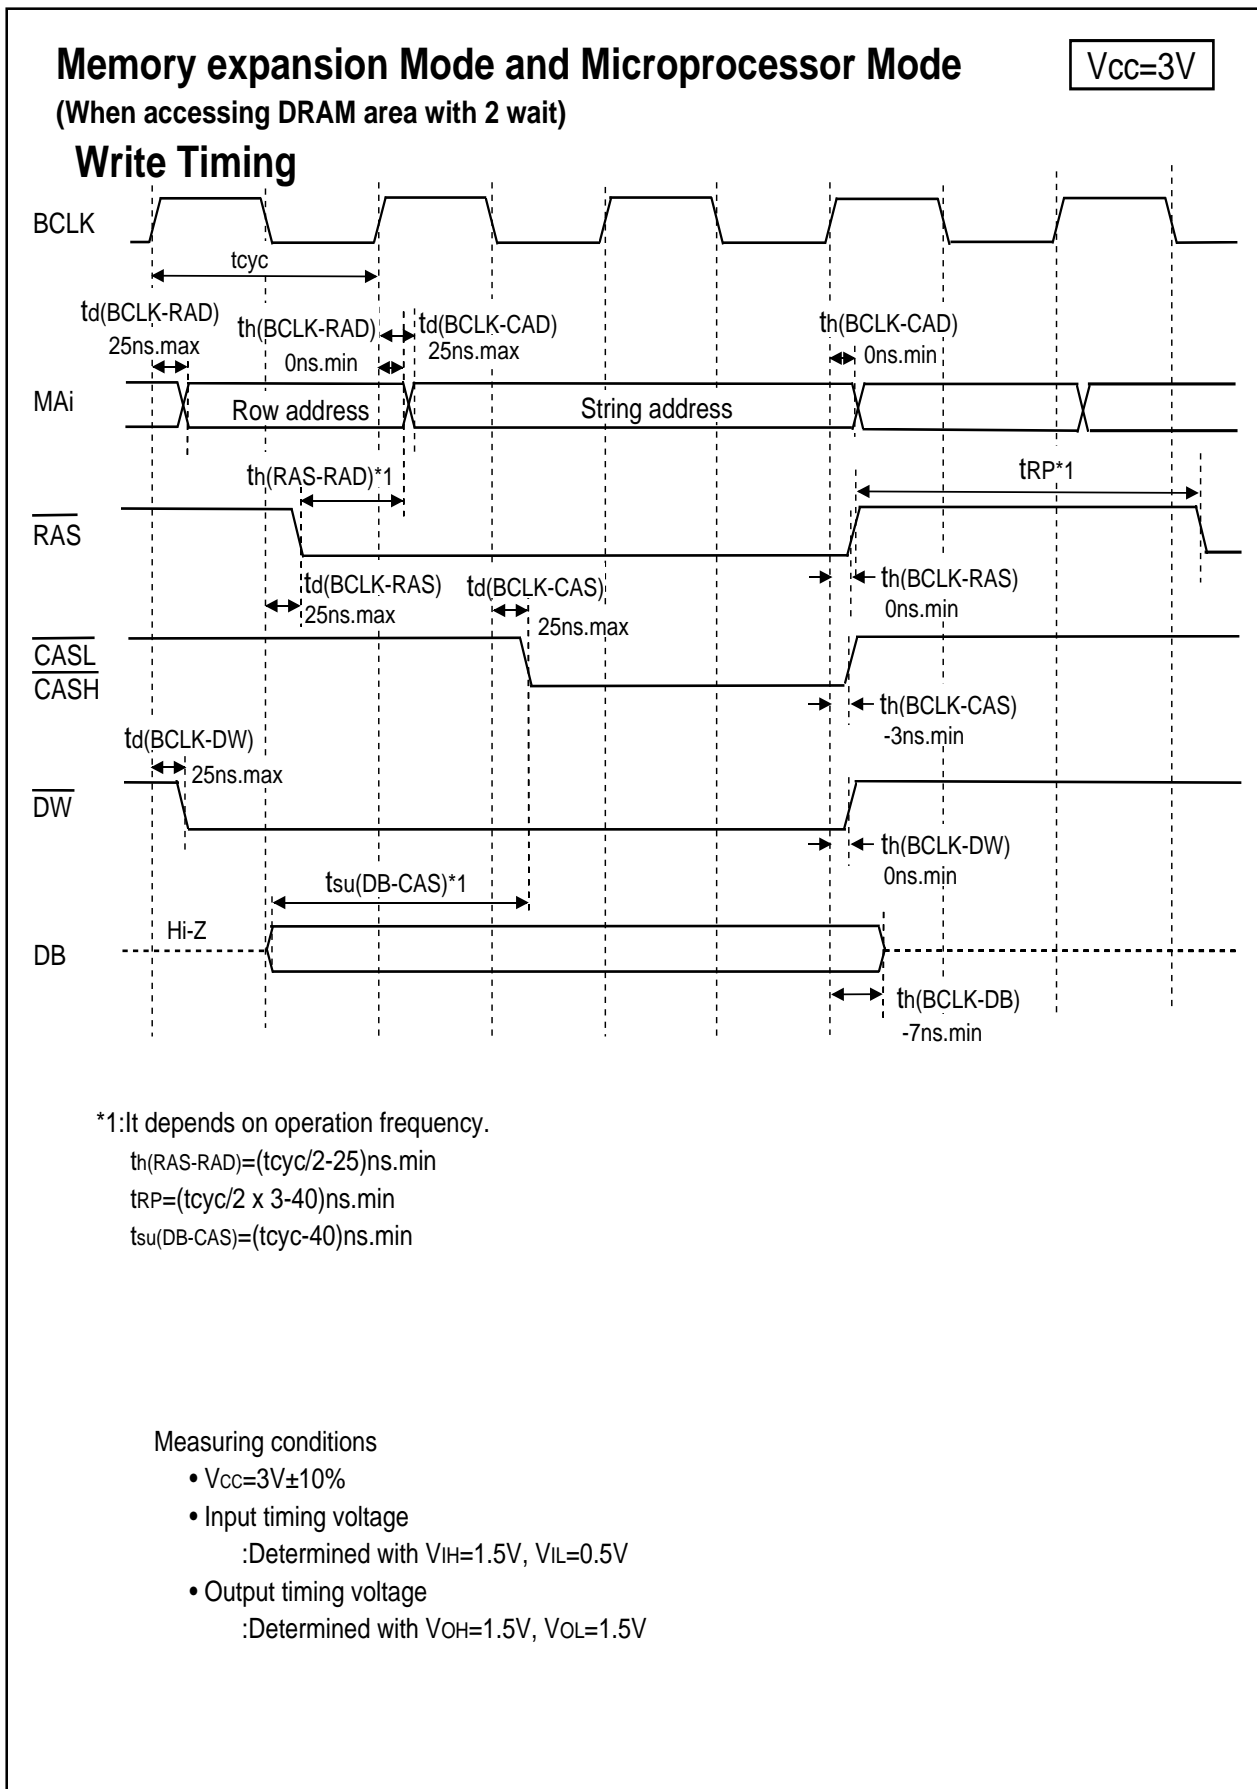 Memory expansion Mode and Microprocessor Mode
Vcc=3V
(When accessing DRAM area with 2 wait)
Write Timing
BCLK
tcyc
td(BCLK-RAD)
25ns.max
th(BCLK-RAD)
0ns.min
td(BCLK-CAD)
25ns.max
th(BCLK-CAD)
0ns.min
MAi
Row address
String address
th(RAS-RAD)*1
tRP*1
RAS
td(BCLK-RAS)
25ns.max
td(BCLK-CAS)
25ns.max
th(BCLK-RAS)
0ns.min
CASL
CASH
th(BCLK-CAS)
-3ns.min
td(BCLK-DW)
25ns.max
DW
th(BCLK-DW)
0ns.min
tsu(DB-CAS)*1
Hi-Z
DB
th(BCLK-DB)
-7ns.min
*1:It depends on operation frequency.
th(RAS-RAD)=(tcyc/2-25)ns.min
tRP=(tcyc/2 x 3-40)ns.min
tsu(DB-CAS)=(tcyc-40)ns.min
Measuring conditions
• VCC=3V±10%
• Input timing voltage
:Determined with VIH=1.5V, VIL=0.5V
• Output timing voltage
:Determined with VOH=1.5V, VOL=1.5V